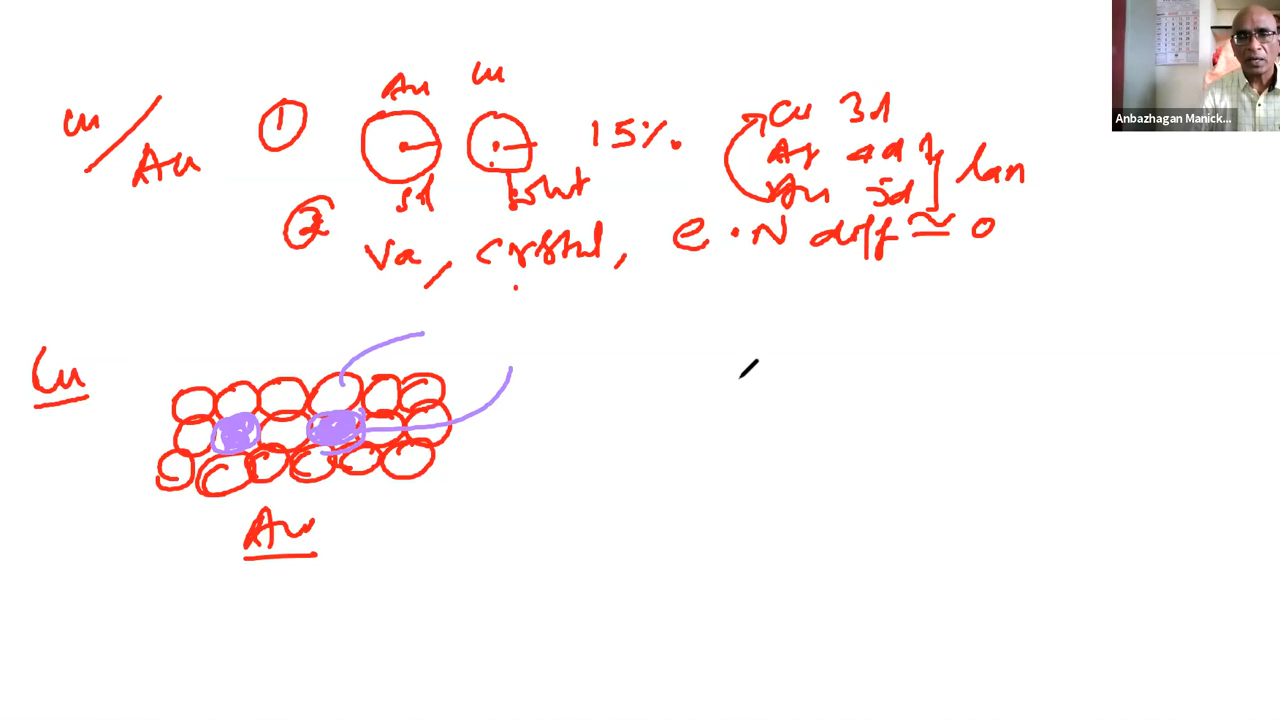 Cu / Au ① Au Cu 15%. Cu 3d
Ag 4d
Au 5d lan
②
Va, crystal, e.N diff ≅ 0
Cu
Au
Anbazhagan Manick...